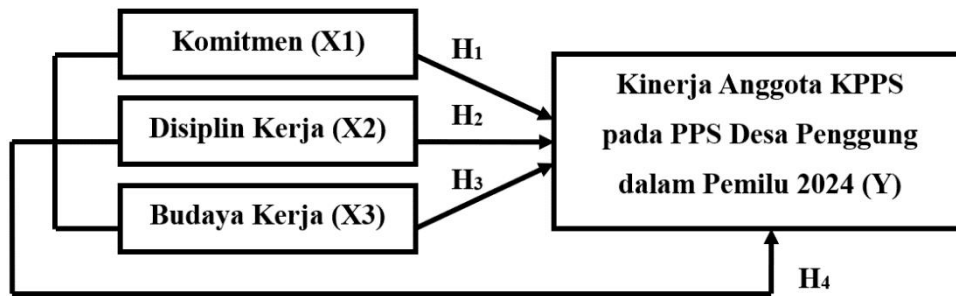 Komitmen (X1)
H₁
Disiplin Kerja (X2)
H₂
Budaya Kerja (X3)
H₃
Kinerja Anggota KPPS
pada PPS Desa Penggung
dalam Pemilu 2024 (Y)
H₄